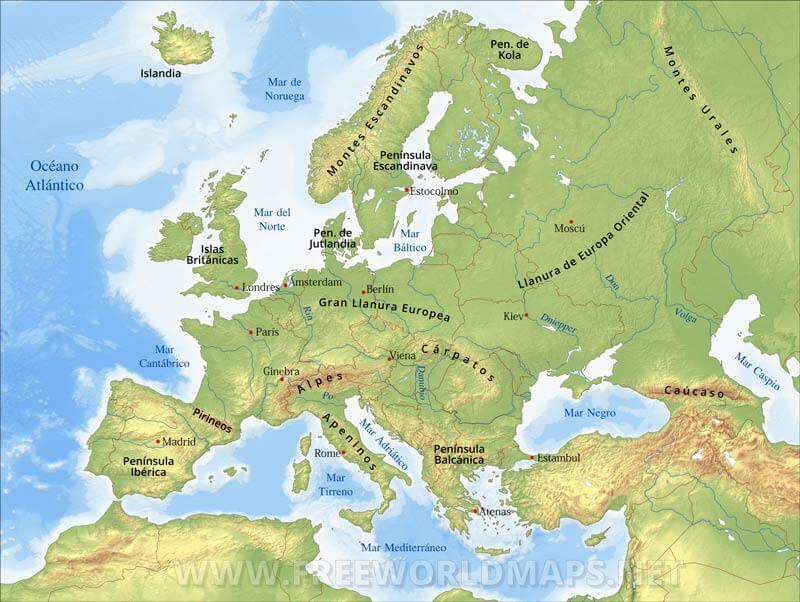 Islandia
Mar de
Noruega
Océano
Atlántico
Montes Escandinavos
Pen. de
Kola
Montes Urales
Península
Escandinava
Estocolmo
Mar del
Norte
Pen. de
Jutlandia
Mar
Báltico
Moscú
Llanura de Europa Oriental
Islas
Británicas
Londres
Ámsterdam
Berlín
Gran Llanura Europea
Rin
Kiev
Dniepper
Don
Volga
París
Mar
Cantábrico
Ginebra
Viena
Cárpatos
Alpes
Po
Danubio
Mar Caspio
Caúcaso
Mar Negro
Pirineos
Madrid
Península
Ibérica
Apeninos
Rome
Mar Adriático
Mar
Tirreno
Península
Balcánica
Estambul
Atenas
Mar Mediterráneo
WWW.FREEWORLDMAPS.NET